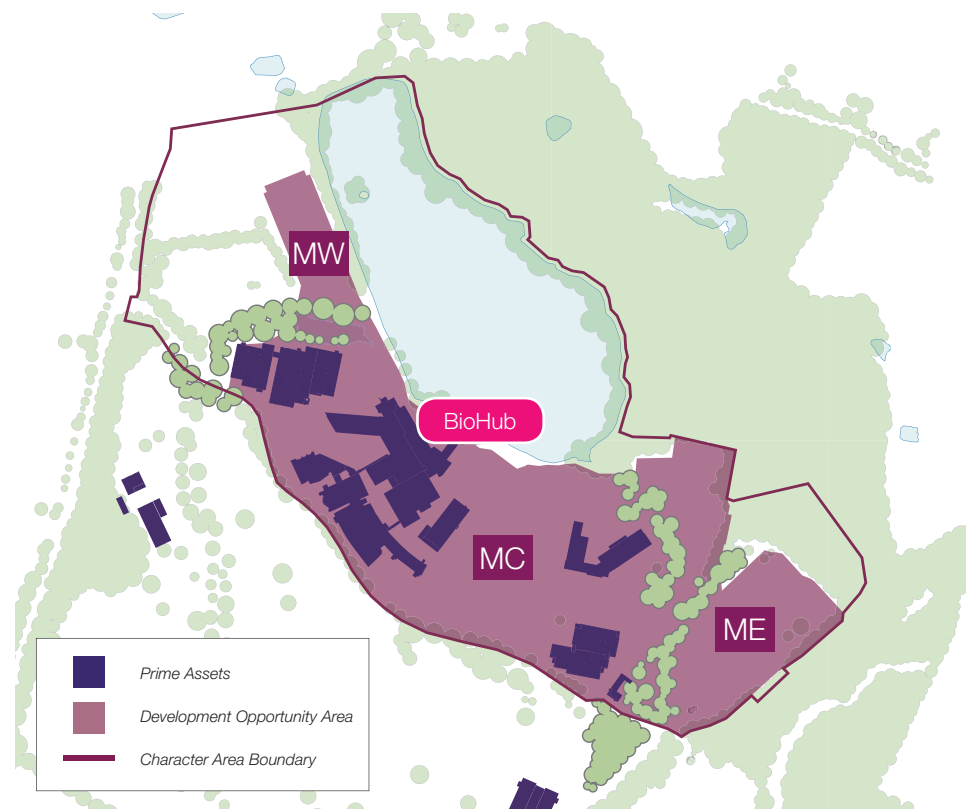 MW
BioHub
MC
ME
Prime Assets
Development Opportunity Area
Character Area Boundary